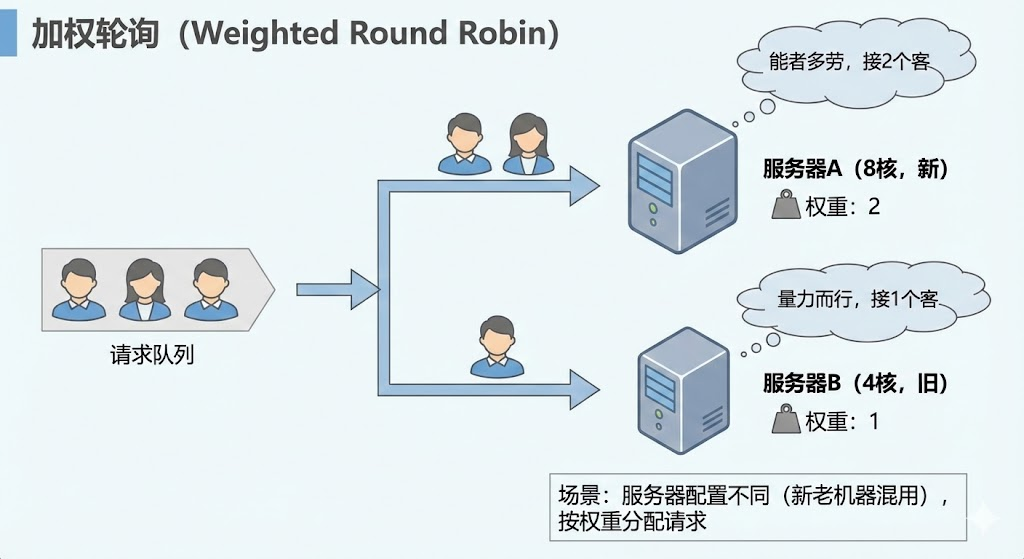 加权轮询（Weighted Round Robin）
能者多劳，接2个客
服务器A（8核，新）
权重：2
请求队列
量力而行，接1个客
服务器B（4核，旧）
权重：1
场景：服务器配置不同（新老机器混用），
按权重分配请求